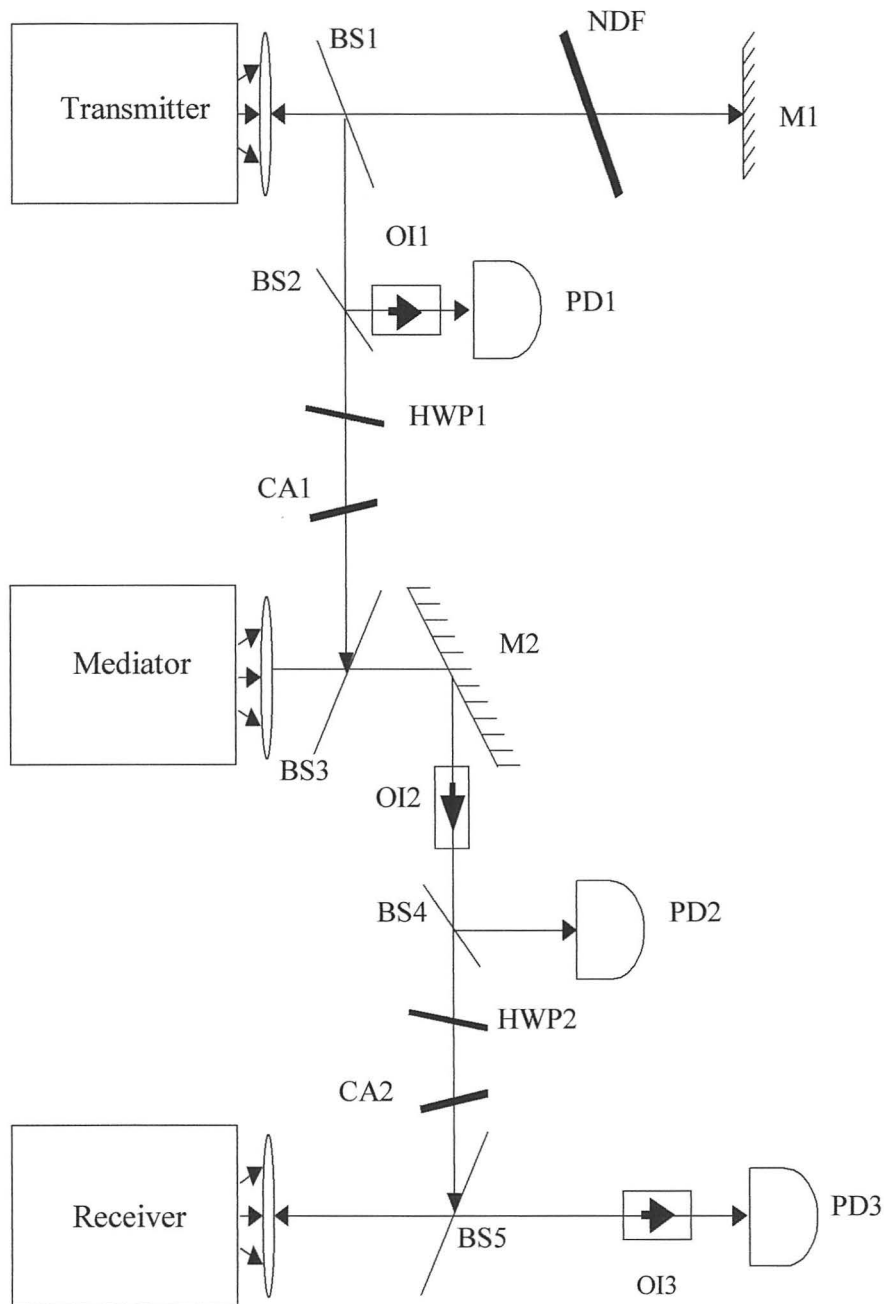 BS1
NDF
Transmitter
M1
OI1
BS2
PD1
HWP1
CA1
Mediator
M2
BS3
OI2
BS4
PD2
HWP2
CA2
Receiver
BS5
PD3
OI3